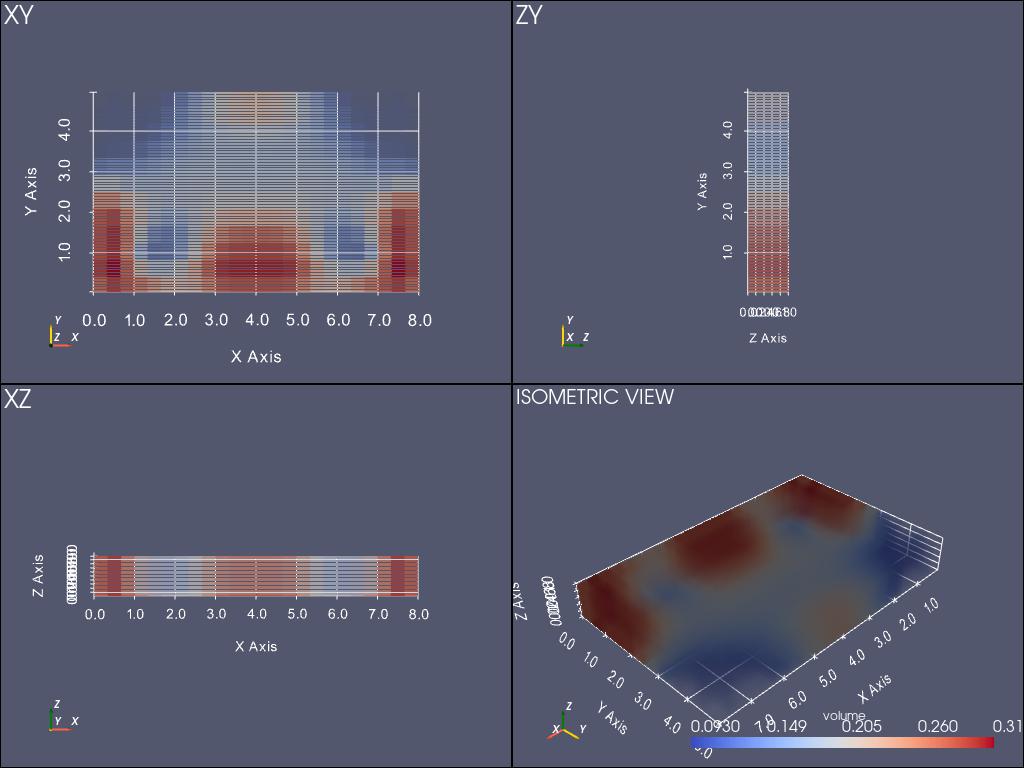 XY
4.0
3.0
2.0
1.0
Y Axis
0.0 1.0 2.0 3.0 4.0 5.0 6.0 7.0 8.0
X Axis
Y
Z X
ZY
4.0
3.0
2.0
1.0
Y Axis
Z Axis
Y
X Z
XZ
Z Axis
0.0 1.0 2.0 3.0 4.0 5.0 6.0 7.0 8.0
X Axis
Z
Y X
ISOMETRIC VIEW
Z Axis
0.0
1.0
2.0
3.0
4.0
Y Axis
1.0
2.0
3.0
4.0
5.0
6.0
X Axis
Z
X Y
volume
0.0930 0.149 0.205 0.260 0.31